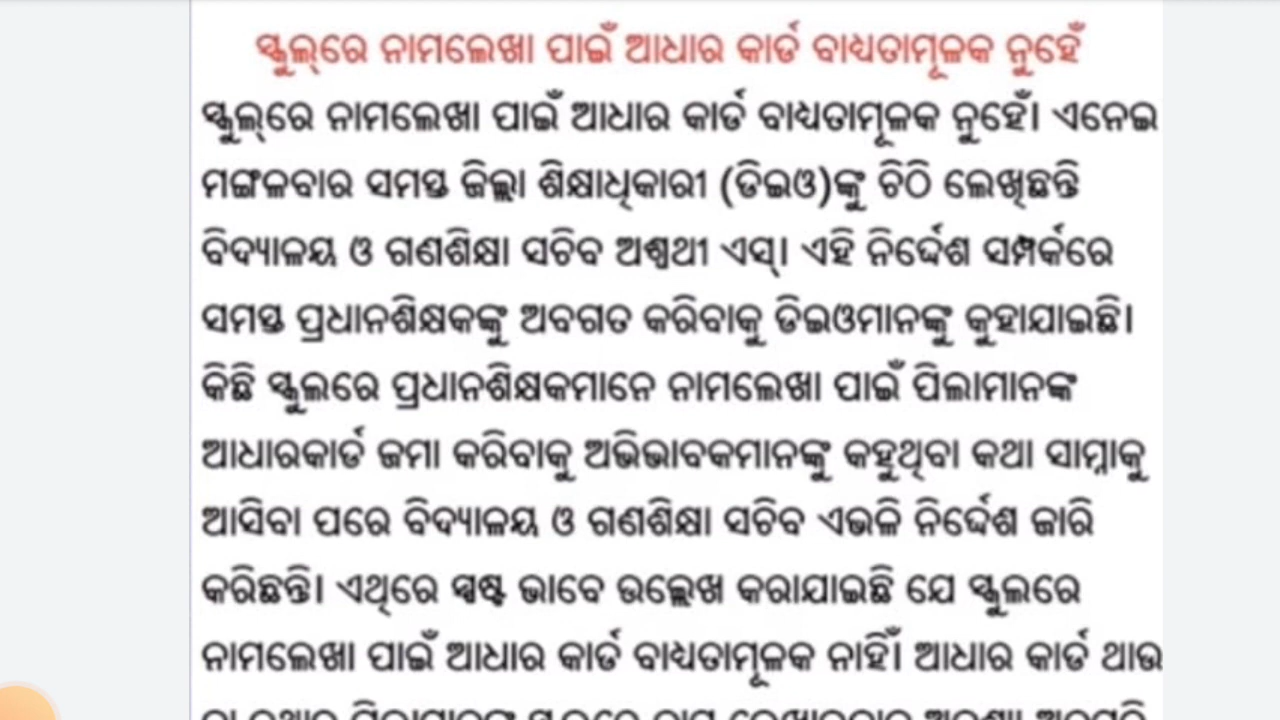 ସ୍କୁଲ୍‌ରେ ନାମଲେଖା ପାଇଁ ଆଧାର କାର୍ଡ ବାଧ୍ୟତାମୂଳକ ନୁହେଁ
ସ୍କୁଲ୍‌ରେ ନାମଲେଖା ପାଇଁ ଆଧାର କାର୍ଡ ବାଧ୍ୟତାମୂଳକ ନୁହେଁ। ଏନେଇ
ମଙ୍ଗଳବାର ସମସ୍ତ ଜିଲ୍ଲା ଶିକ୍ଷାଧିକାରୀ (ଡିଇଓ)ଙ୍କୁ ଚିଠି ଲେଖିଛନ୍ତି
ବିଦ୍ୟାଳୟ ଓ ଗଣଶିକ୍ଷା ସଚିବ ଅଶ୍ଵଥୀ ଏସ୍। ଏହି ନିର୍ଦ୍ଦେଶ ସମ୍ପର୍କରେ
ସମସ୍ତ ପ୍ରଧାନଶିକ୍ଷକଙ୍କୁ ଅବଗତ କରିବାକୁ ଡିଇଓମାନଙ୍କୁ କୁହାଯାଇଛି।
କିଛି ସ୍କୁଲରେ ପ୍ରଧାନଶିକ୍ଷକମାନେ ନାମଲେଖା ପାଇଁ ପିଲାମାନଙ୍କ
ଆଧାରକାର୍ଡ ଜମା କରିବାକୁ ଅଭିଭାବକମାନଙ୍କୁ କହୁଥିବା କଥା ସାମ୍ନାକୁ
ଆସିବା ପରେ ବିଦ୍ୟାଳୟ ଓ ଗଣଶିକ୍ଷା ସଚିବ ଏଭଳି ନିର୍ଦ୍ଦେଶ ଜାରି
କରିଛନ୍ତି। ଏଥିରେ ସ୍ପଷ୍ଟ ଭାବେ ଉଲ୍ଲେଖ କରାଯାଇଛି ଯେ ସ୍କୁଲରେ
ନାମଲେଖା ପାଇଁ ଆଧାର କାର୍ଡ ବାଧ୍ୟତାମୂଳକ ନାହିଁ। ଆଧାର କାର୍ଡ ଥାଉ